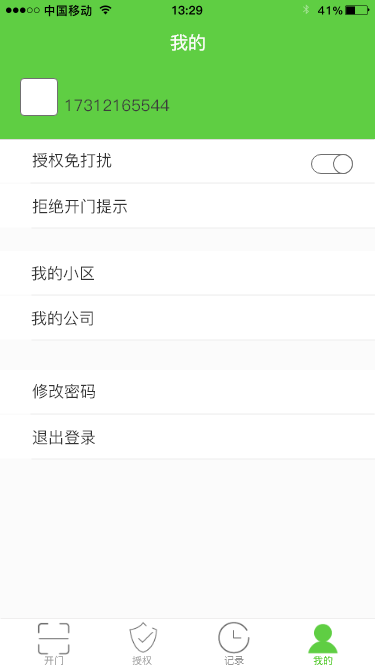 中国移动 13:29 41%
我的
17312165544
授权免打扰
拒绝开门提示
我的小区
我的公司
修改密码
退出登录
开门 授权 记录 我的